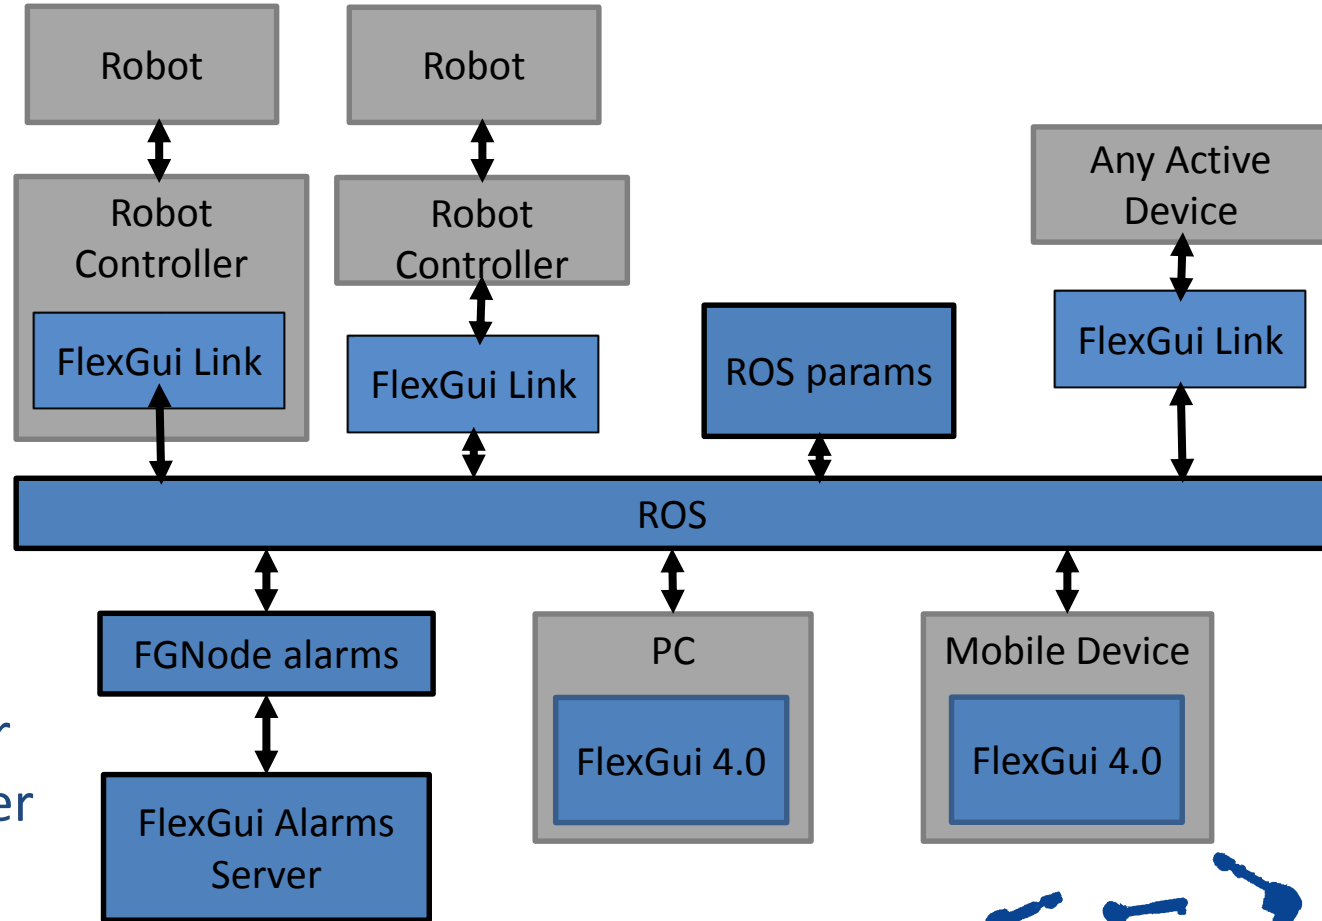 Robot
Robot
Any Active
Device
Robot
Controller
Robot
Controller
FlexGui Link
FlexGui Link
ROS params
FlexGui Link
ROS
FGNode alarms
PC
Mobile Device
FlexGui 4.0
FlexGui 4.0
FlexGui Alarms
Server
r
er